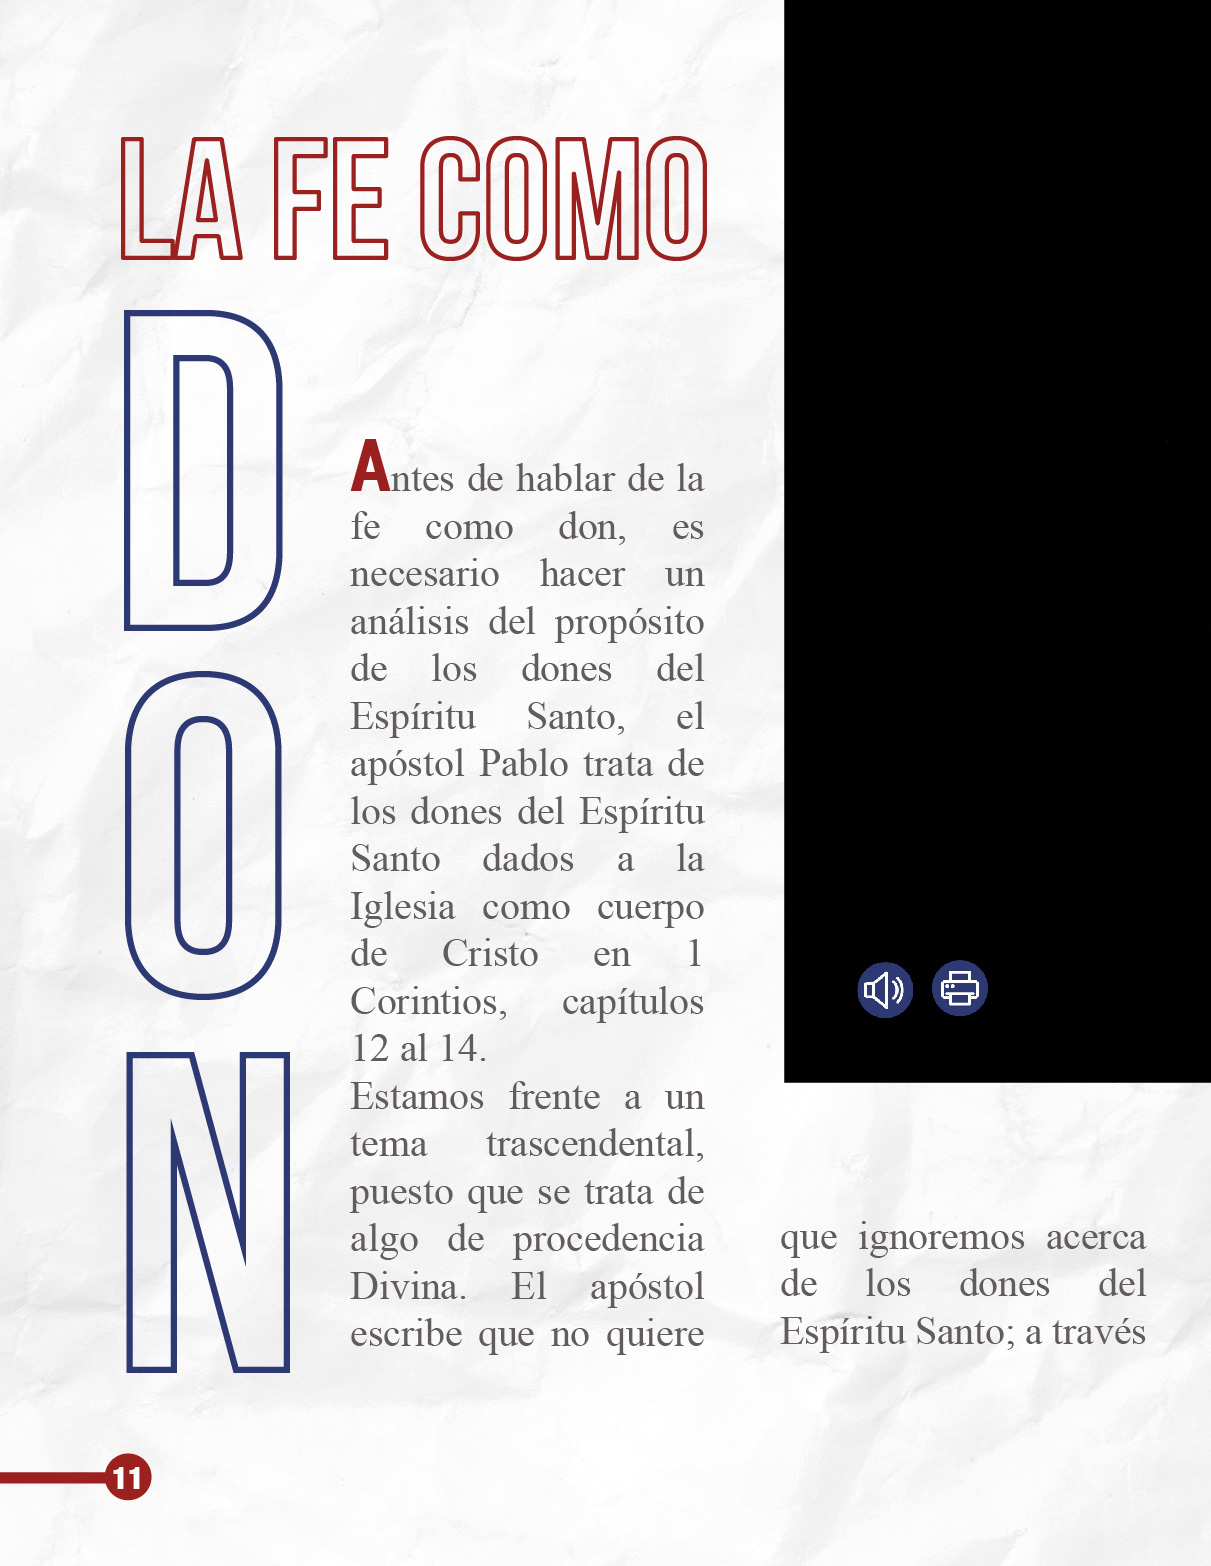 LA FE COMO
DON
Antes de hablar de la
fe como don, es
necesario hacer un
análisis del propósito
de los dones del
Espíritu Santo, el
apóstol Pablo trata de
los dones del Espíritu
Santo dados a la
Iglesia como cuerpo
de Cristo en 1
Corintios, capítulos
12 al 14.
Estamos frente a un
tema trascendental,
puesto que se trata de
algo de procedencia
Divina. El apóstol
escribe que no quiere
que ignoremos acerca
de los dones del
Espíritu Santo; a través
11